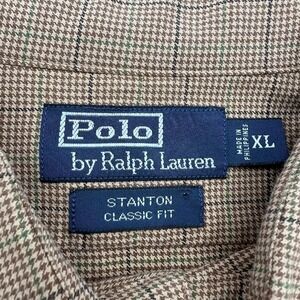 Polo
by Ralph Lauren
MADE IN
PHILIPPINES
XL
STANTON
CLASSIC FIT